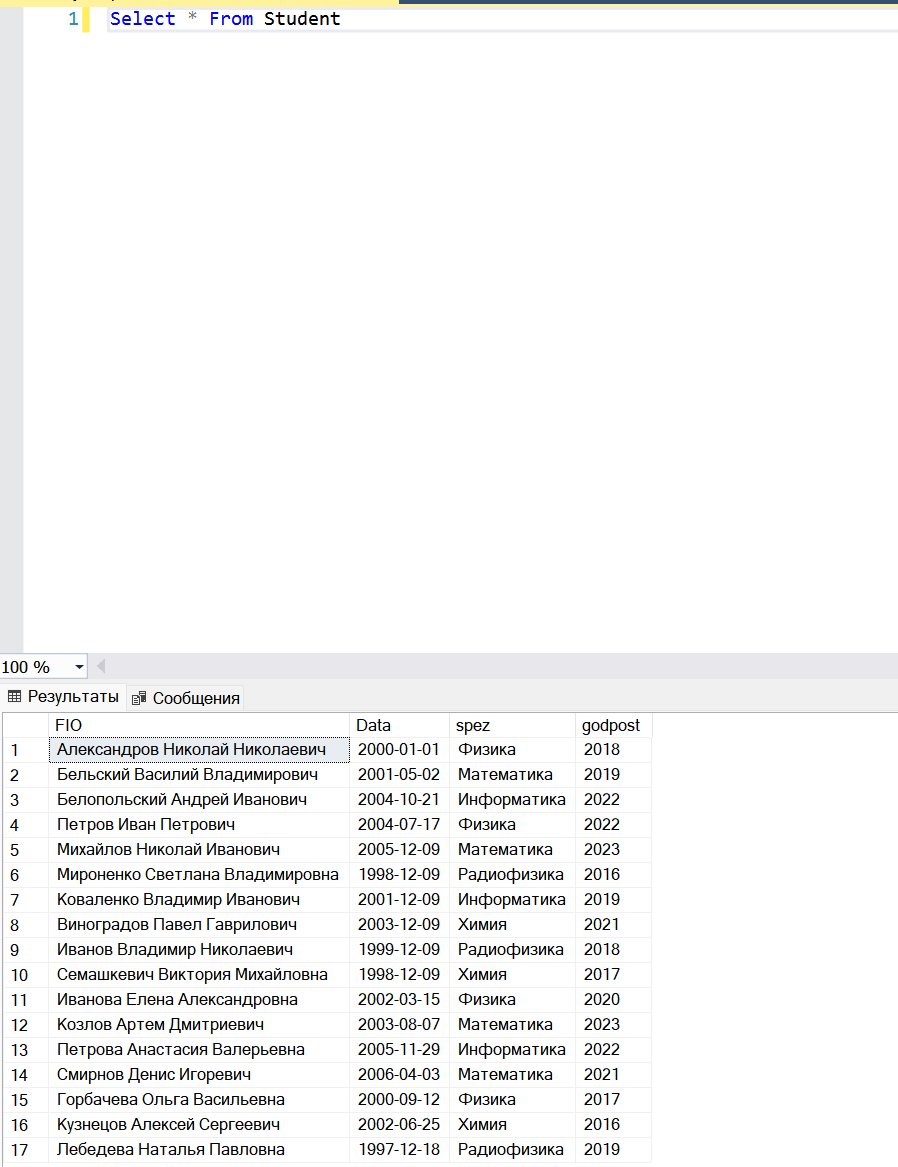 1 Select * From Student
100 %
Результаты Сообщения
FIO Data spez godpost
1 Александров Николай Николаевич 2000-01-01 Физика 2018
2 Бельский Василий Владимирович 2001-05-02 Математика 2019
3 Белопольский Андрей Иванович 2004-10-21 Информатика 2022
4 Петров Иван Петрович 2004-07-17 Физика 2022
5 Михайлов Николай Иванович 2005-12-09 Математика 2023
6 Мироненко Светлана Владимировна 1998-12-09 Радиофизика 2016
7 Коваленко Владимир Иванович 2001-12-09 Информатика 2019
8 Виноградов Павел Гаврилович 2003-12-09 Химия 2021
9 Иванов Владимир Николаевич 1999-12-09 Радиофизика 2018
10 Семашкевич Виктория Михайловна 1998-12-09 Химия 2017
11 Иванова Елена Александровна 2002-03-15 Физика 2020
12 Козлов Артем Дмитриевич 2003-08-07 Математика 2023
13 Петрова Анастасия Валерьевна 2005-11-29 Информатика 2022
14 Смирнов Денис Игоревич 2006-04-03 Математика 2021
15 Горбачева Ольга Васильевна 2000-09-12 Физика 2017
16 Кузнецов Алексей Сергеевич 2002-06-25 Химия 2016
17 Лебедева Наталья Павловна 1997-12-18 Радиофизика 2019